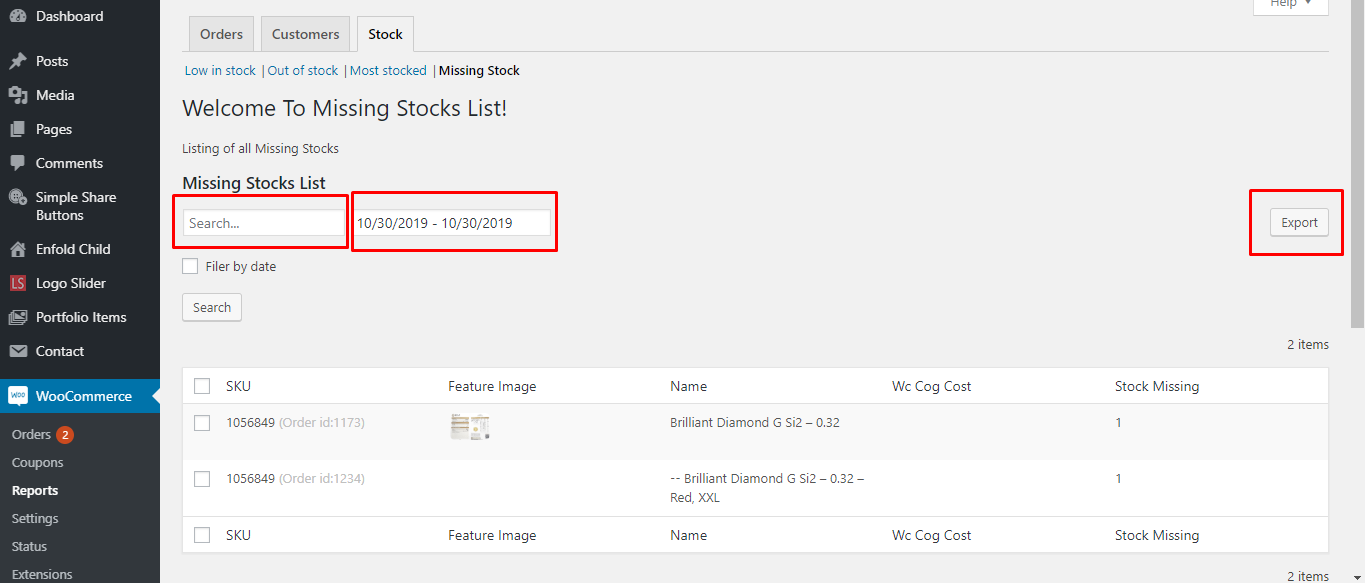 Dashboard
Posts
Media
Pages
Comments
Simple Share
Buttons
Enfold Child
LS Logo Slider
Portfolio Items
Contact
WOO WooCommerce
Orders 2
Coupons
Reports
Settings
Status
Extensions
Help ▼
Orders Customers Stock
Low in stock | Out of stock | Most stocked | Missing Stock
Welcome To Missing Stocks List!
Listing of all Missing Stocks
Missing Stocks List
Search... 10/30/2019 - 10/30/2019 Export
Filer by date
Search
2 items
SKU Feature Image Name Wc Cog Cost Stock Missing
1056849 (Order id:1173) Brilliant Diamond G Si2 – 0.32 1
1056849 (Order id:1234) -- Brilliant Diamond G Si2 – 0.32 – 1
Red, XXL
SKU Feature Image Name Wc Cog Cost Stock Missing
2 items